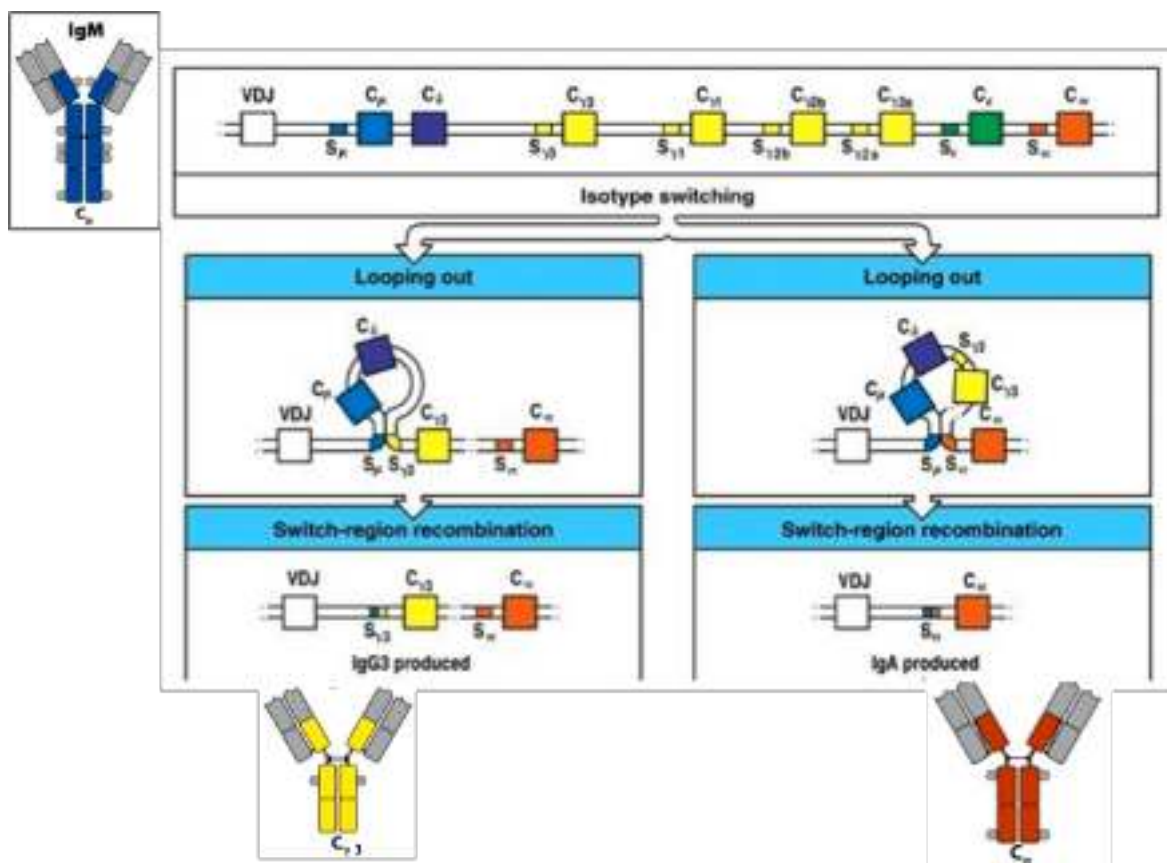 IgM
VDJ Cμ Cδ Cγ3 Cγ1 Cγ2b Cγ2a Cε Cα
Sμ Sγ3 Sγ1 Sγ2b Sγ2a Sε Sα
Cμ
Isotype switching
Looping out
Cδ
Cμ
VDJ Cγ3 Cα
Sμ Sγ3 Sα
Switch-region recombination
VDJ Cγ3 Cα
Sγ3 Sα
IgG3 produced
Cγ3
Looping out
Cδ Sγ3
Cμ Cγ3
VDJ Cα
Sμ Sα
Switch-region recombination
VDJ Cα
Sα
IgA produced
Cα